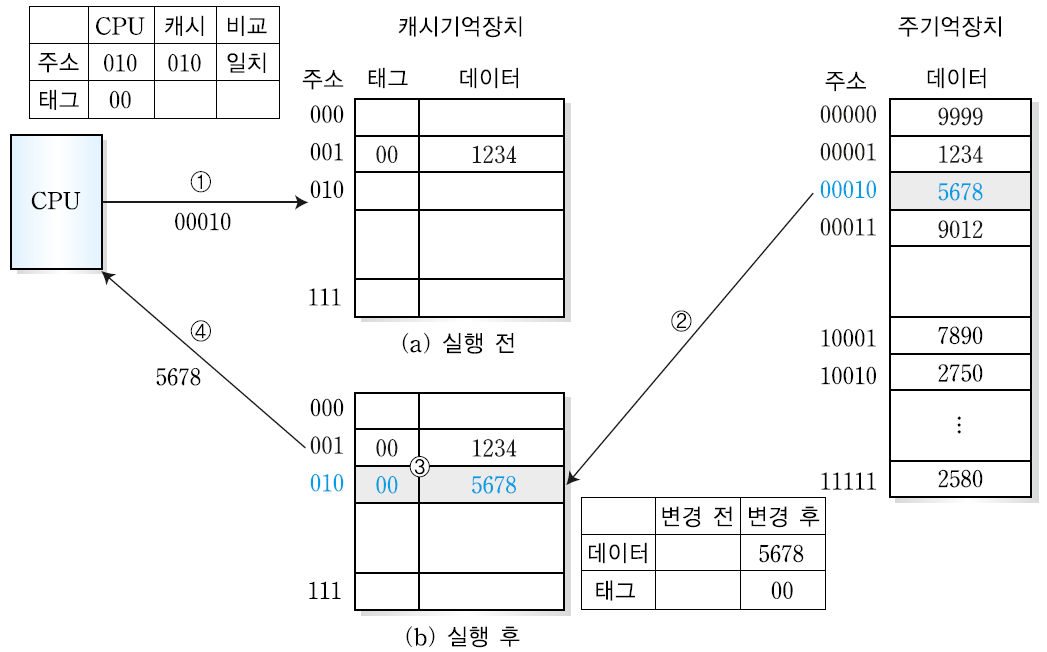 CPU 캐시 비교
주소 010 010 일치
태그 00
CPU
①
00010
④
5678
캐시기억장치
주소 태그 데이터
000
001 00 1234
010
111
(a) 실행 전
000
001 00 1234
③
010 00 5678
111
(b) 실행 후
②
주기억장치
주소 데이터
00000 9999
00001 1234
00010 5678
00011 9012
10001 7890
10010 2750
⋮
11111 2580
변경 전 변경 후
데이터 5678
태그 00